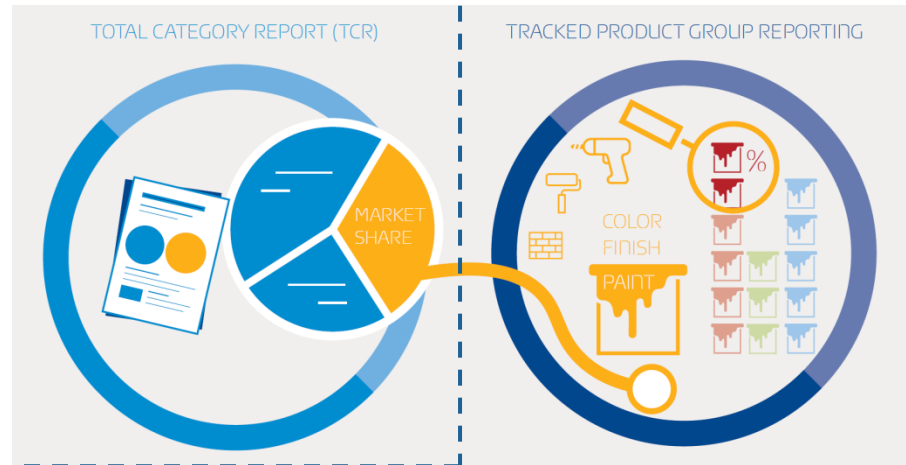 TOTAL CATEGORY REPORT (TCR)
MARKET
SHARE
TRACKED PRODUCT GROUP REPORTING
%
COLOR
FINISH
PAINT